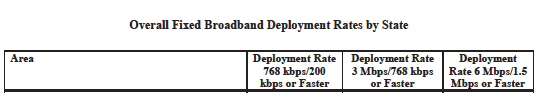 Overall Fixed Broadband Deployment Rates by State
Area
Deployment Rate
768 kbps/200
kbps or Faster
Deployment Rate
3 Mbps/768 kbps
or Faster
Deployment
Rate 6 Mbps/1.5
Mbps or Faster